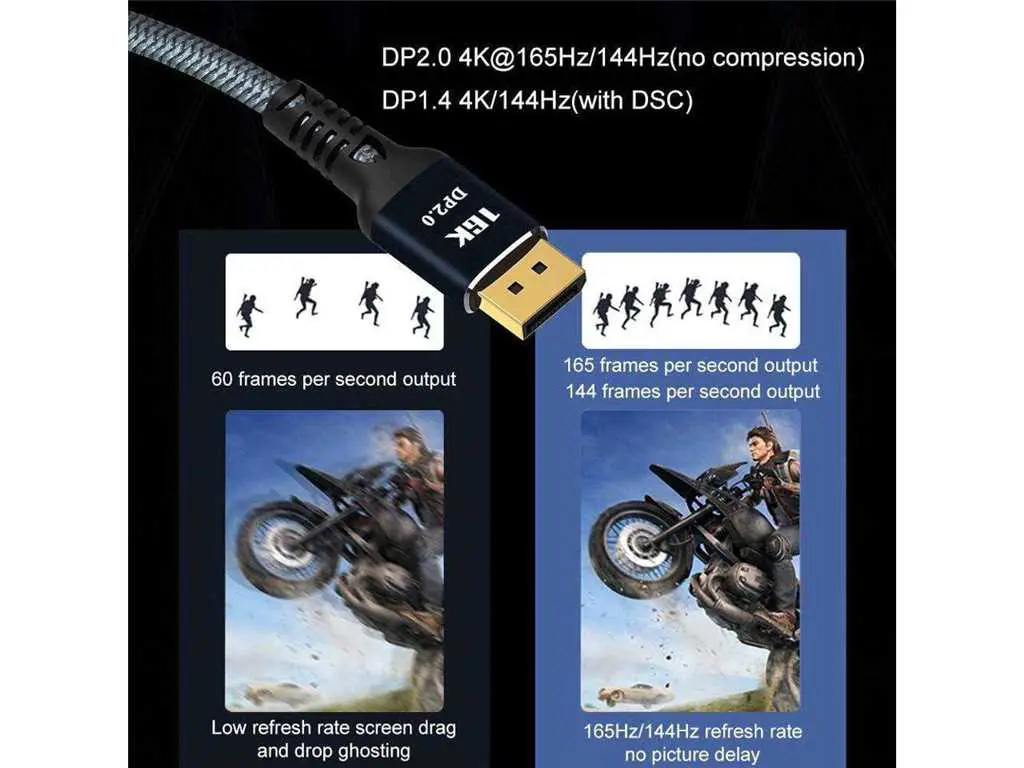 DP2.0 4K@165Hz/144Hz(no compression)
DP1.4 4K/144Hz(with DSC)
16K
DP2.0
60 frames per second output
165 frames per second output
144 frames per second output
Low refresh rate screen drag
and drop ghosting
165Hz/144Hz refresh rate
no picture delay